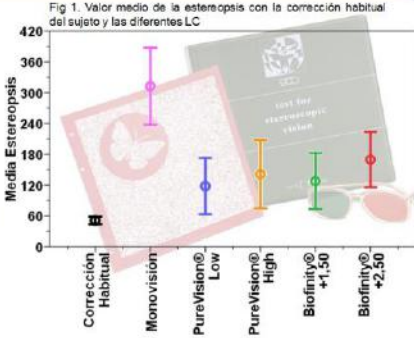 Fig 1. Valor medio de la estereopsis con la corrección habitual
del sujeto y las diferentes LC
420
360
300
240
180
120
60
0
Media Estereopsis
test for
stereoscopic
vision
Corrección
Habitual
Monovisión
PureVision®
Low
PureVision®
High
Biofinity®
+1,50
Biofinity®
+2,50